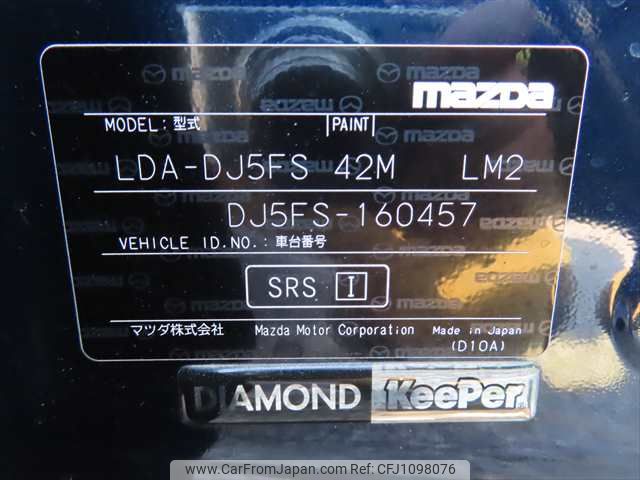 mazda
MODEL:型式 |PAINT|
LDA-DJ5FS 42M LM2
DJ5FS-160457
VEHICLE ID.NO.:車台番号
SRS I
マツダ株式会社 Mazda Motor Corporation Made in Japan
(D10A)
DIAMOND KeePer
www.CarFromJapan.com | Stock ID: CFJ1098076